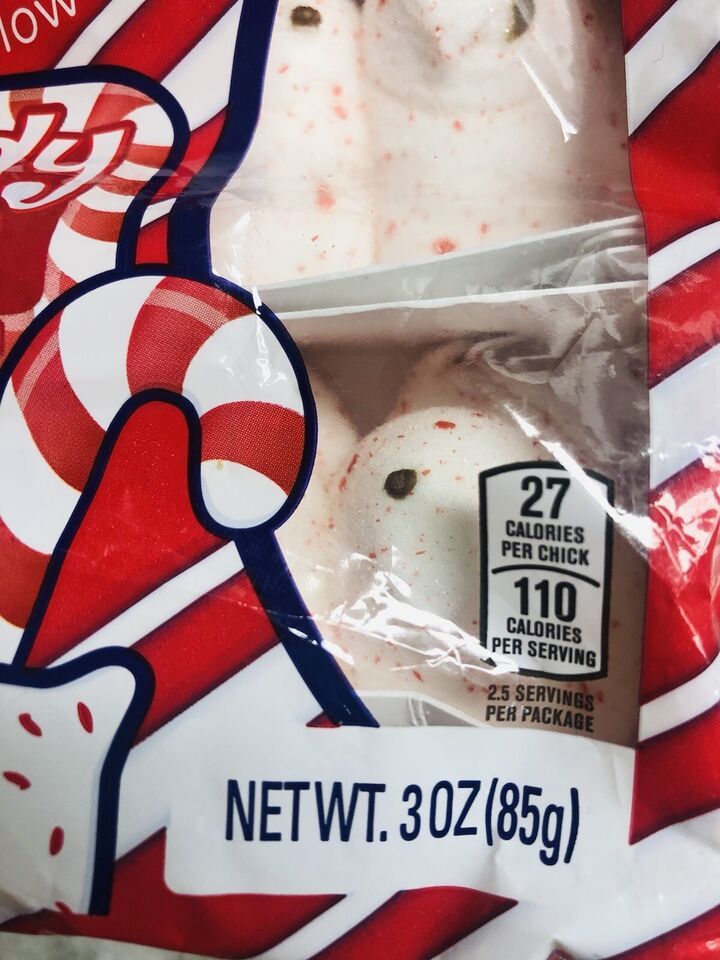 27
CALORIES
PER CHICK
110
CALORIES
PER SERVING
2.5 SERVINGS
PER PACKAGE
NET WT. 3 OZ (85g)